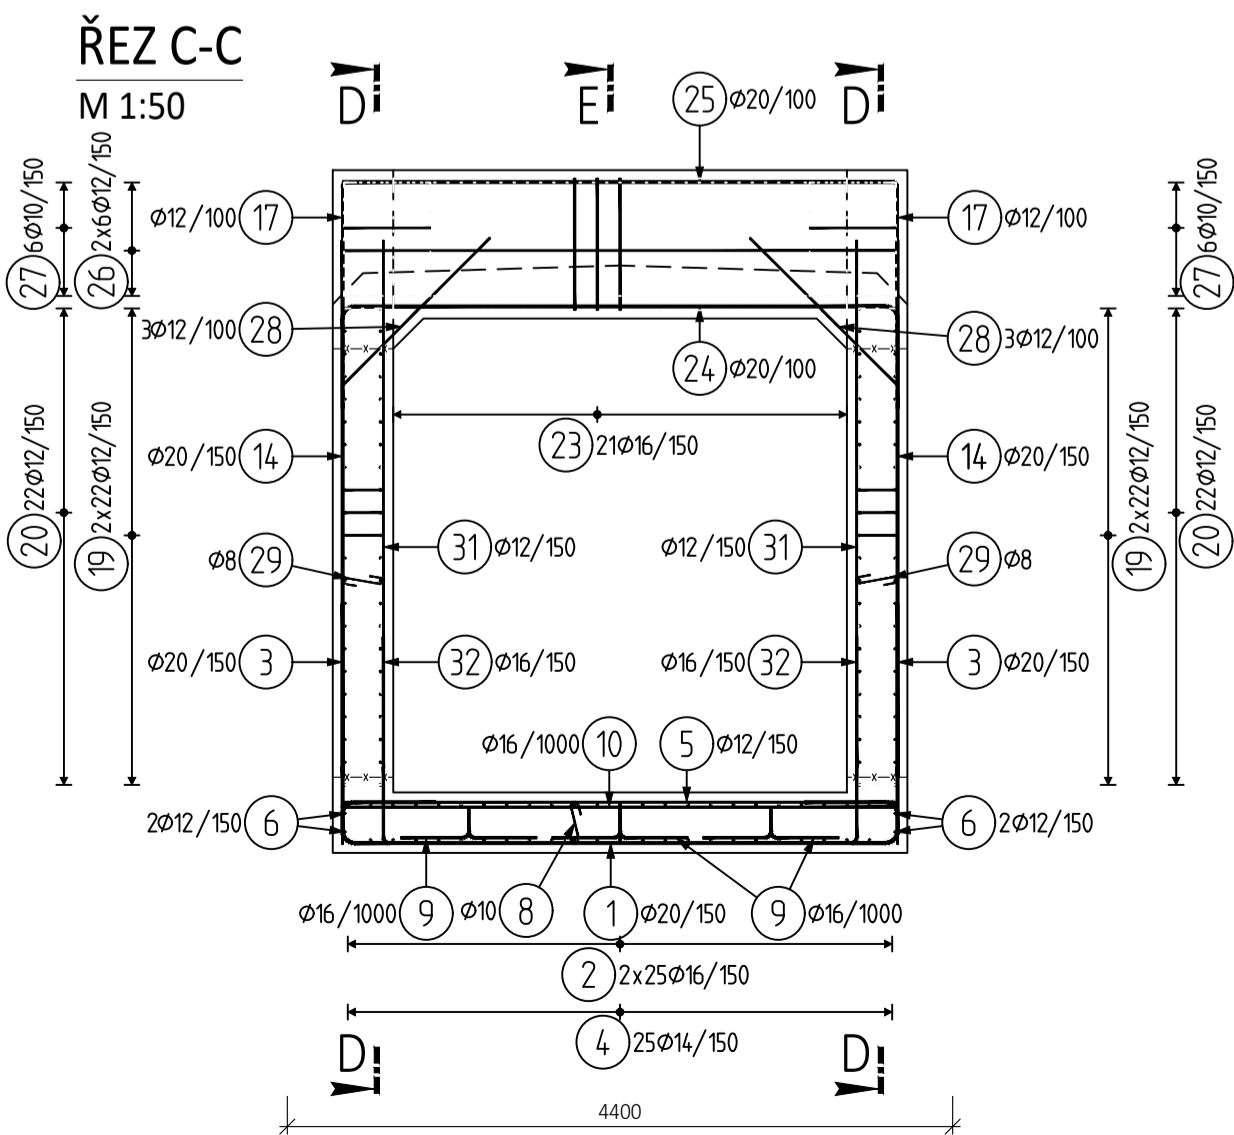 ŘEZ C-C
M 1:50
D
E
D
25 Ø20/100
27 6Ø10/150
26 2x6Ø12/150
Ø12/100 17
17 Ø12/100
27 6Ø10/150
3Ø12/100 28
28 3Ø12/100
24 Ø20/100
23 21Ø16/150
20 22Ø12/150
19 2x22Ø12/150
Ø20/150 14
14 Ø20/150
19 2x22Ø12/150
20 22Ø12/150
31 Ø12/150
Ø12/150 31
Ø8 29
29 Ø8
Ø20/150 3
32 Ø16/150
Ø16/150 32
3 Ø20/150
Ø16/1000 10
5 Ø12/150
2Ø12/150 6
6 2Ø12/150
Ø16/1000 9
Ø10 8
1 Ø20/150
9 Ø16/1000
2 2x25Ø16/150
4 25Ø14/150
D
D
4400